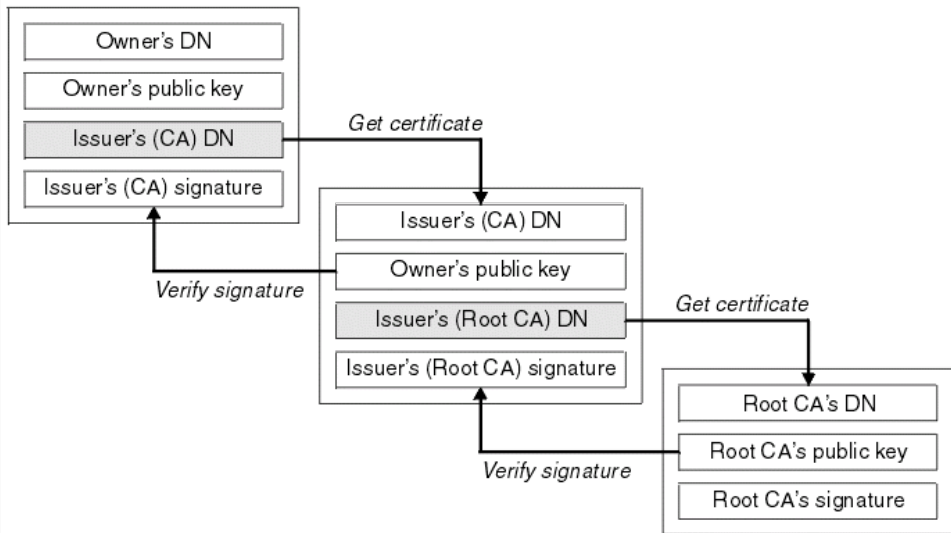 Owner's DN
Owner's public key
Issuer's (CA) DN
Issuer's (CA) signature
Get certificate
Verify signature
Issuer's (CA) DN
Owner's public key
Issuer's (Root CA) DN
Issuer's (Root CA) signature
Get certificate
Verify signature
Root CA's DN
Root CA's public key
Root CA's signature